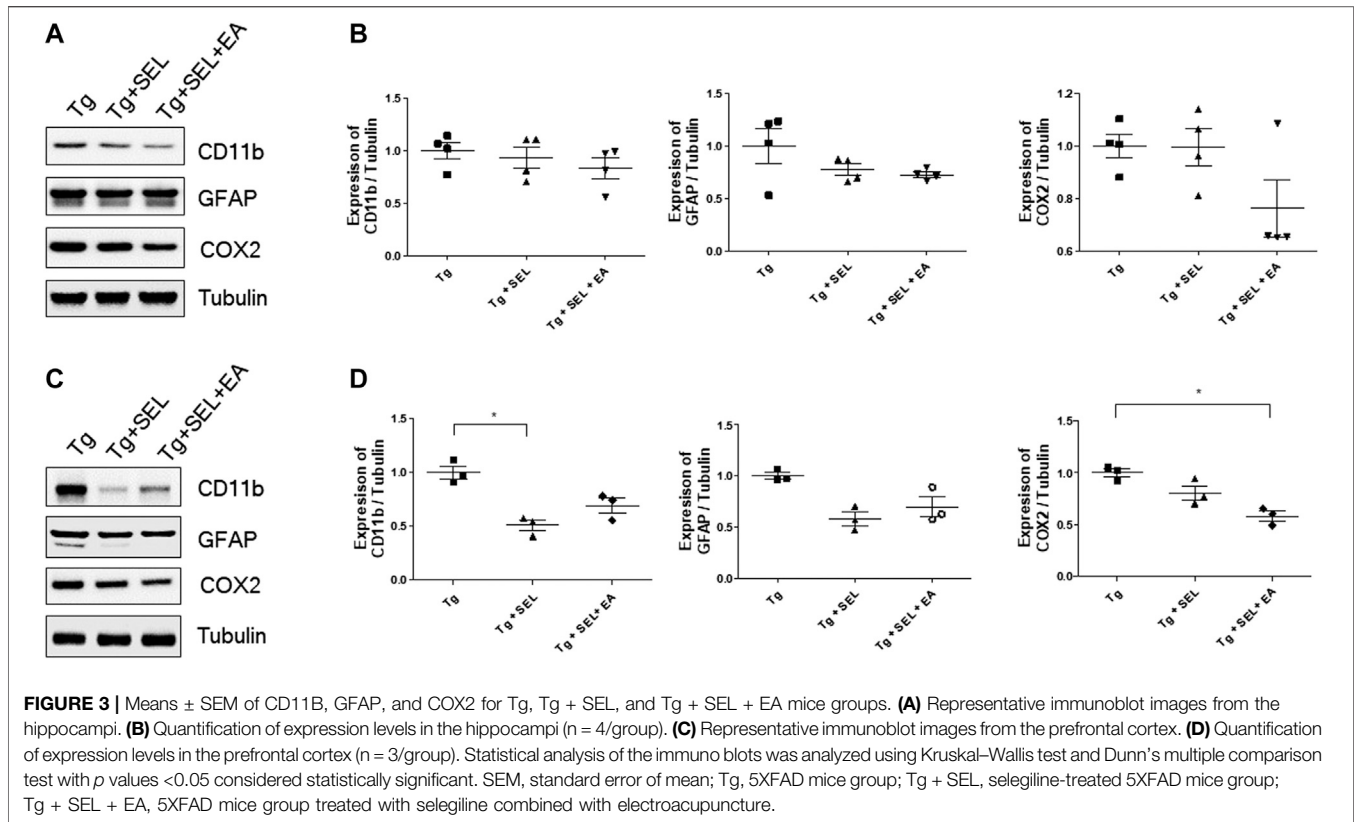 A
Tg
Tg+SEL
Tg+SEL+EA
CD11b
GFAP
COX2
Tubulin
B
Expresison of
CD11b / Tubulin
1.5
1.0
0.5
0.0
Tg
Tg + SEL
Tg + SEL + EA
Expresison of
GFAP / Tubulin
1.5
1.0
0.5
0.0
Tg
Tg + SEL
Tg + SEL + EA
Expresison of
COX2 / Tubulin
1.2
1.0
0.8
0.6
Tg
Tg + SEL
Tg + SEL + EA
C
Tg
Tg+SEL
Tg+SEL+EA
CD11b
GFAP
COX2
Tubulin
D
Expresison of
CD11b / Tubulin
1.5
1.0
0.5
0.0
*
Tg
Tg + SEL
Tg + SEL + EA
Expresison of
GFAP / Tubulin
1.5
1.0
0.5
0.0
Tg
Tg + SEL
Tg + SEL + EA
Expresison of
COX2 / Tubulin
1.5
1.0
0.5
0.0
*
Tg
Tg + SEL
Tg + SEL + EA
FIGURE 3 | Means ± SEM of CD11B, GFAP, and COX2 for Tg, Tg + SEL, and Tg + SEL + EA mice groups. (A) Representative immunoblot images from the
hippocampi. (B) Quantification of expression levels in the hippocampi (n = 4/group). (C) Representative immunoblot images from the prefrontal cortex. (D) Quantification
of expression levels in the prefrontal cortex (n = 3/group). Statistical analysis of the immuno blots was analyzed using Kruskal–Wallis test and Dunn's multiple comparison
test with p values <0.05 considered statistically significant. SEM, standard error of mean; Tg, 5XFAD mice group; Tg + SEL, selegiline-treated 5XFAD mice group;
Tg + SEL + EA, 5XFAD mice group treated with selegiline combined with electroacupuncture.